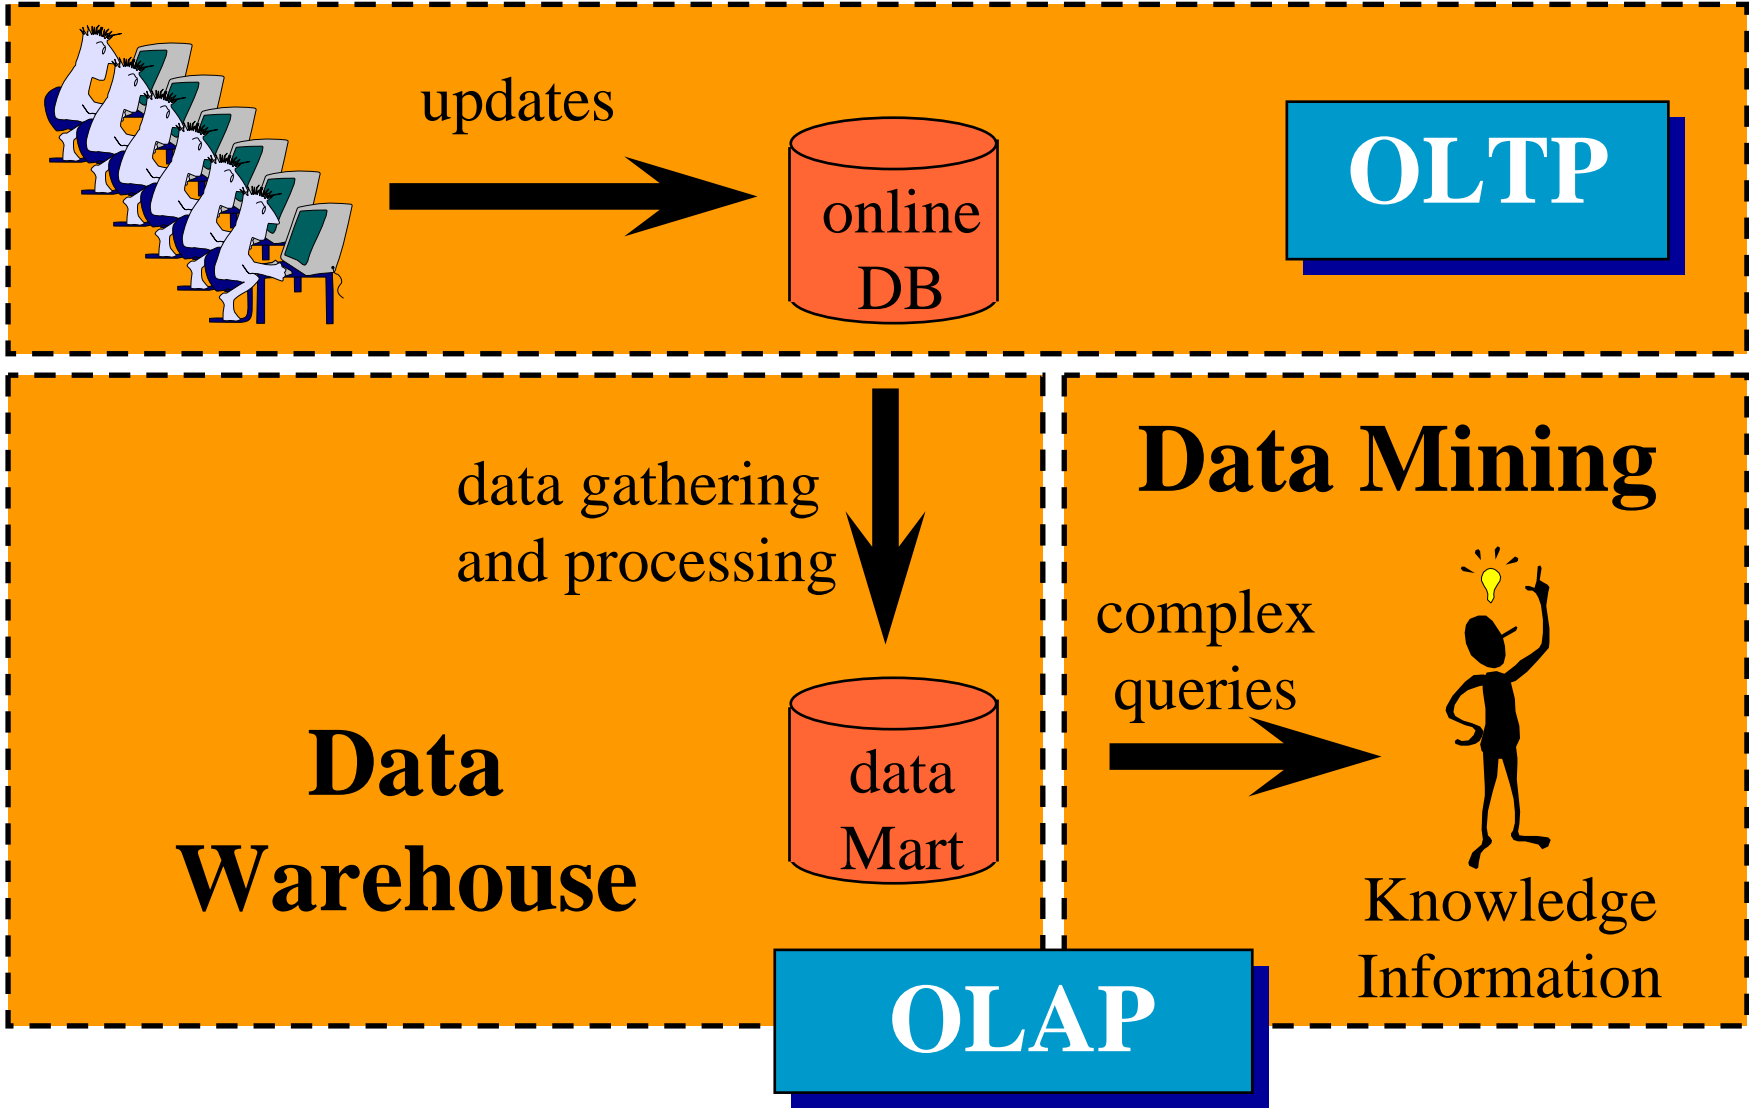 updates
online
DB
OLTP
data gathering
and processing
Data
Warehouse
data
Mart
Data Mining
complex
queries
Knowledge
Information
OLAP